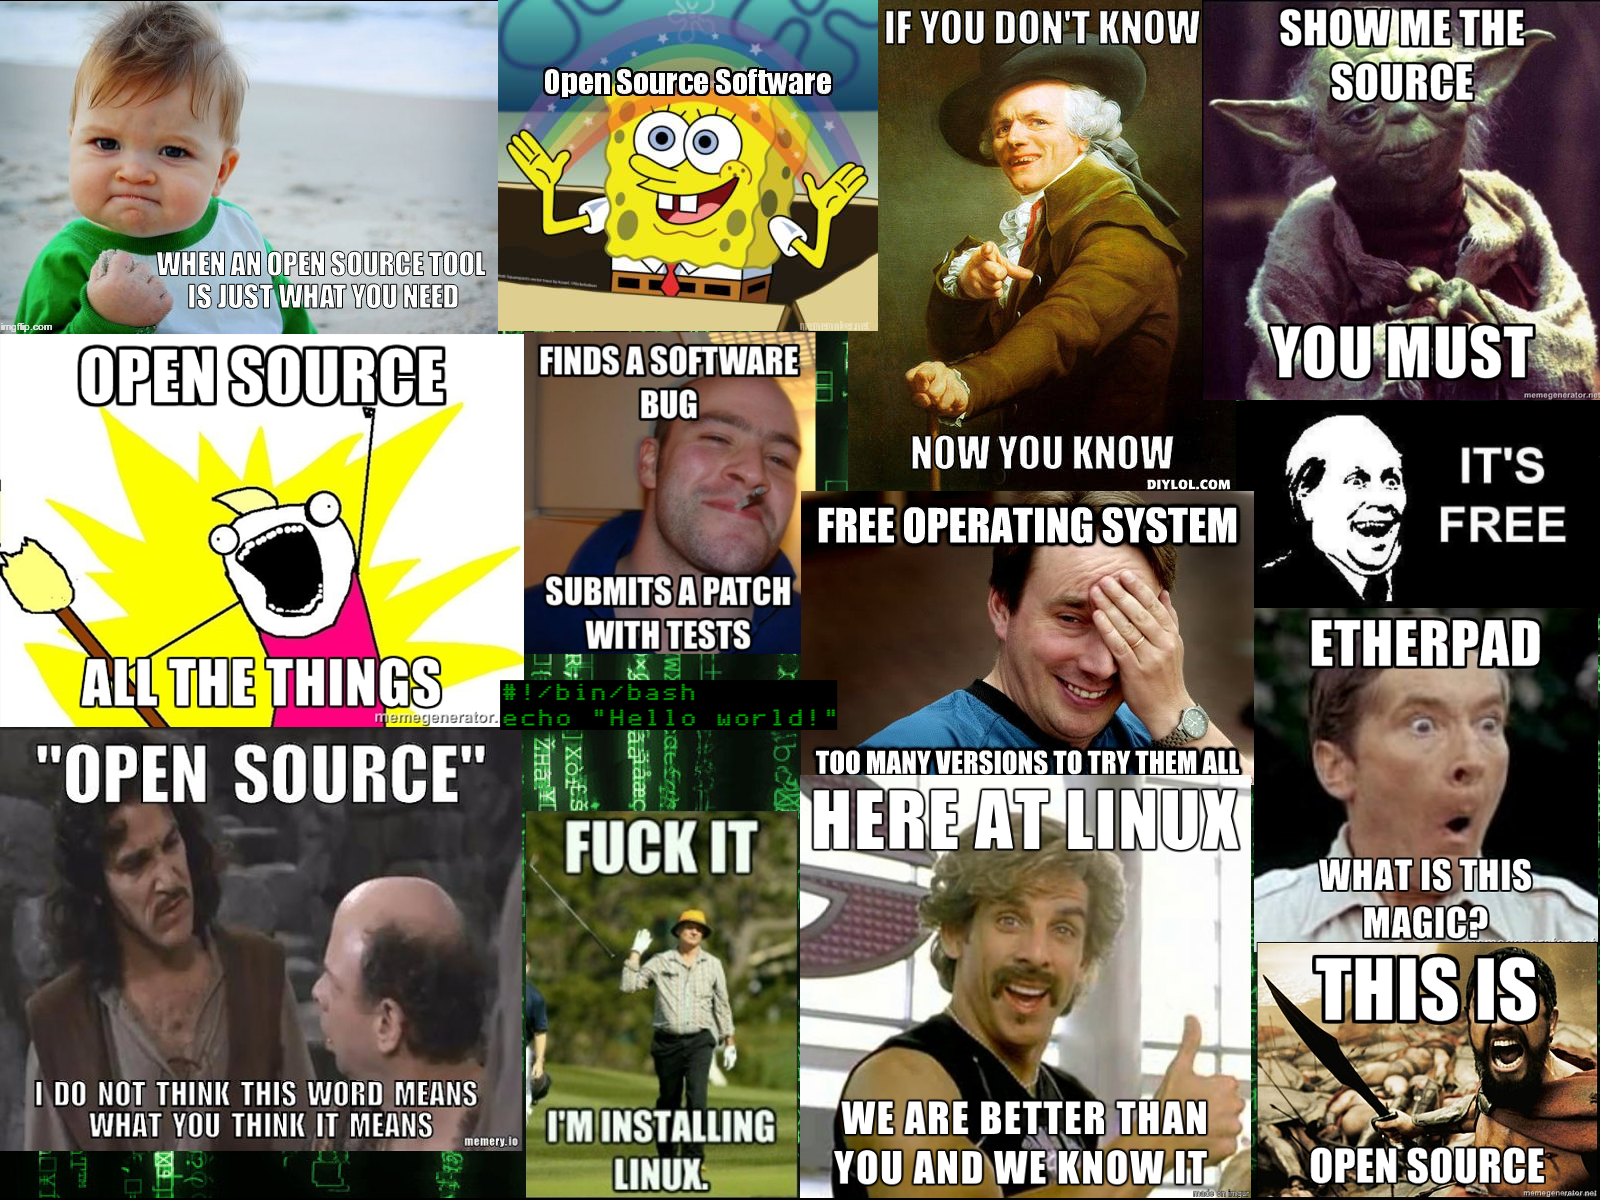 WHEN AN OPEN SOURCE TOOL
IS JUST WHAT YOU NEED
imgflip.com
Open Source Software
IF YOU DON'T KNOW
NOW YOU KNOW
DIYLOL.COM
SHOW ME THE
SOURCE
YOU MUST
memegenerator.net
OPEN SOURCE
ALL THE THINGS
memegenerator.
FINDS A SOFTWARE
BUG
SUBMITS A PATCH
WITH TESTS
IT'S
FREE
FREE OPERATING SYSTEM
TOO MANY VERSIONS TO TRY THEM ALL
ETHERPAD
WHAT IS THIS
MAGIC?
#!/bin/bash
echo "Hello world!"
"OPEN SOURCE"
I DO NOT THINK THIS WORD MEANS
WHAT YOU THINK IT MEANS
memery.io
FUCK IT
I'M INSTALLING
LINUX.
HERE AT LINUX
WE ARE BETTER THAN
YOU AND WE KNOW IT
made on imgur
THIS IS
OPEN SOURCE
memegenerator.net